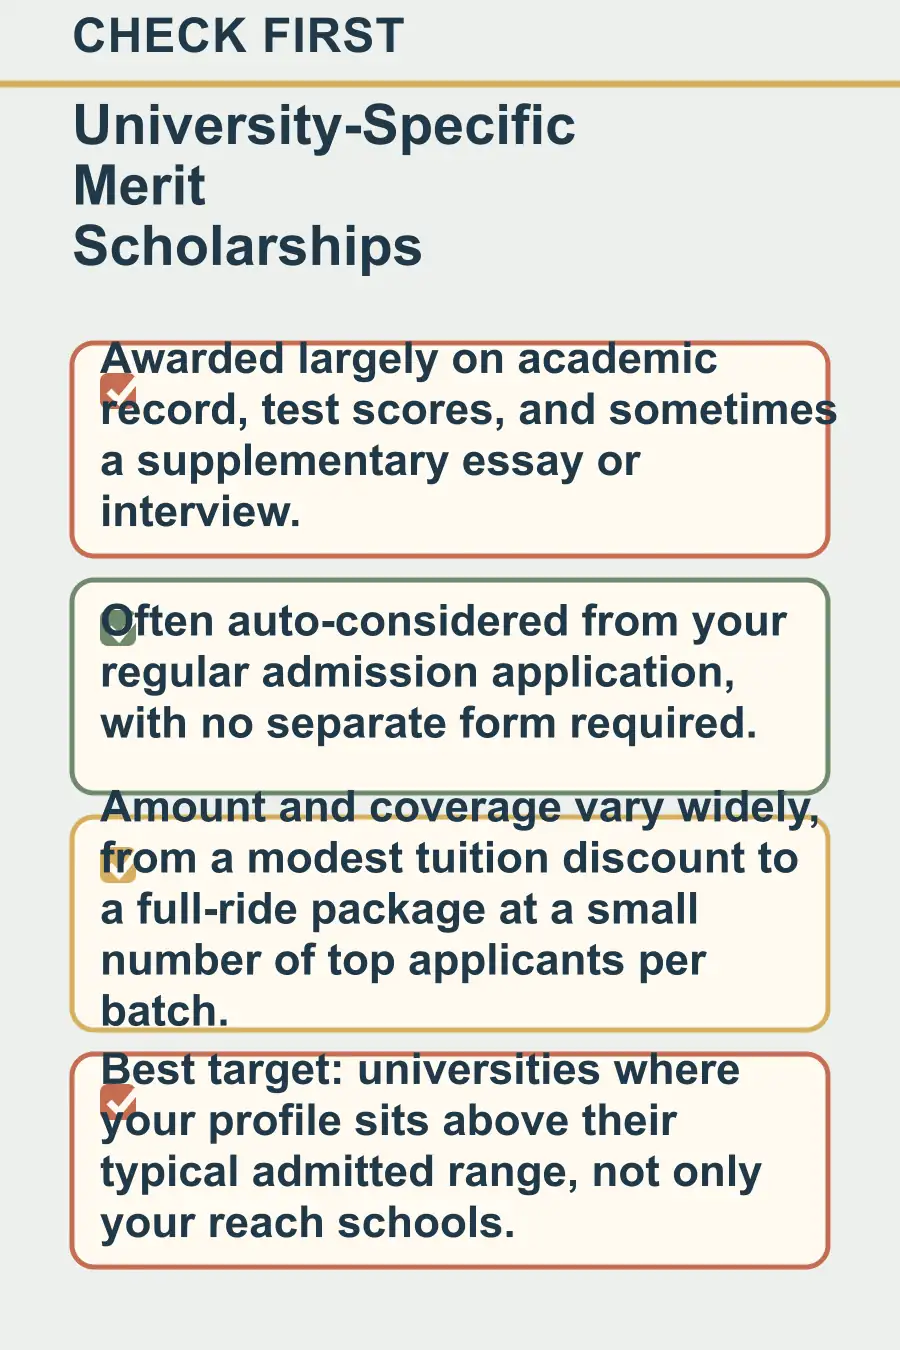 CHECK FIRST
University-Specific
Merit
Scholarships
Awarded largely on academic
record, test scores, and sometimes
a supplementary essay or
interview.
Often auto-considered from your
regular admission application,
with no separate form required.
Amount and coverage vary widely,
from a modest tuition discount to
a full-ride package at a small
number of top applicants per
batch.
Best target: universities where
your profile sits above their
typical admitted range, not only
your reach schools.